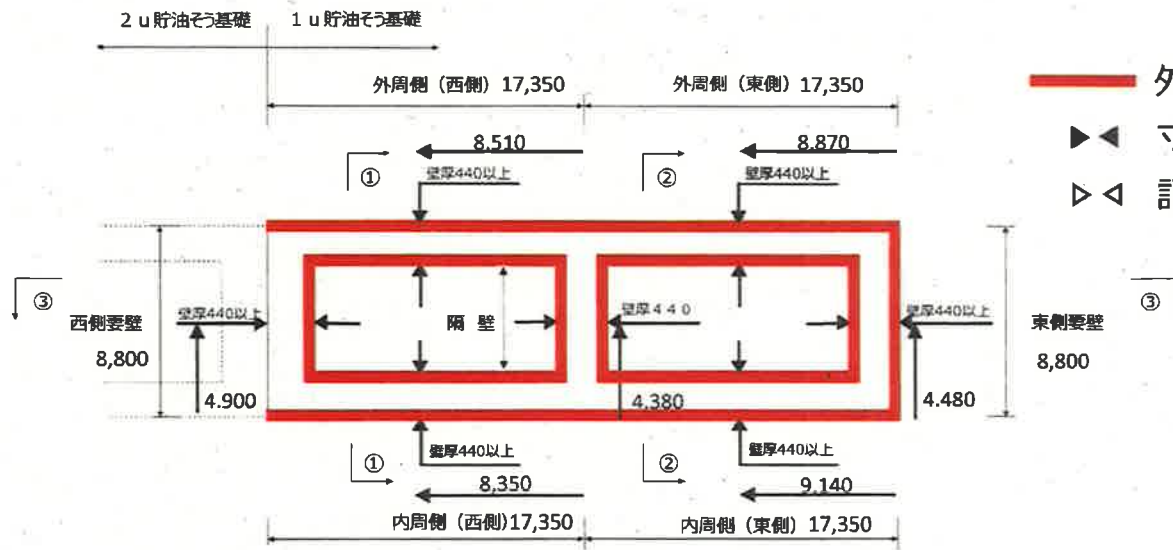 ２ｕ貯油そう基礎 １ｕ貯油そう基礎
外周側（西側）17,350 外周側（東側）17,350
8.510 8.870
① 壁厚440以上 ② 壁厚440以上
③ 西側要壁 壁厚440以上 隔 壁 壁厚４４０ 壁厚440以上 東側要壁 ③
8,800 8,800
4.900 4.380 4.480
① 壁厚440以上 ② 壁厚440以上
8,350 9.140
内周側（西側）17,350 内周側（東側）17,350